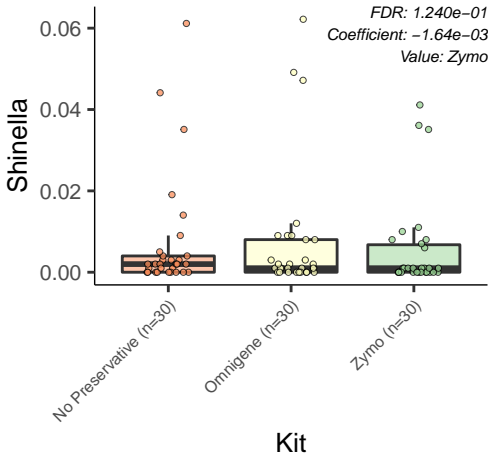 FDR: 1.240e−01
Coefficient: −1.64e−03
Value: Zymo
0.06
0.04
0.02
0.00
Shinella
No Preservative (n=30)
Omnigene (n=30)
Zymo (n=30)
Kit